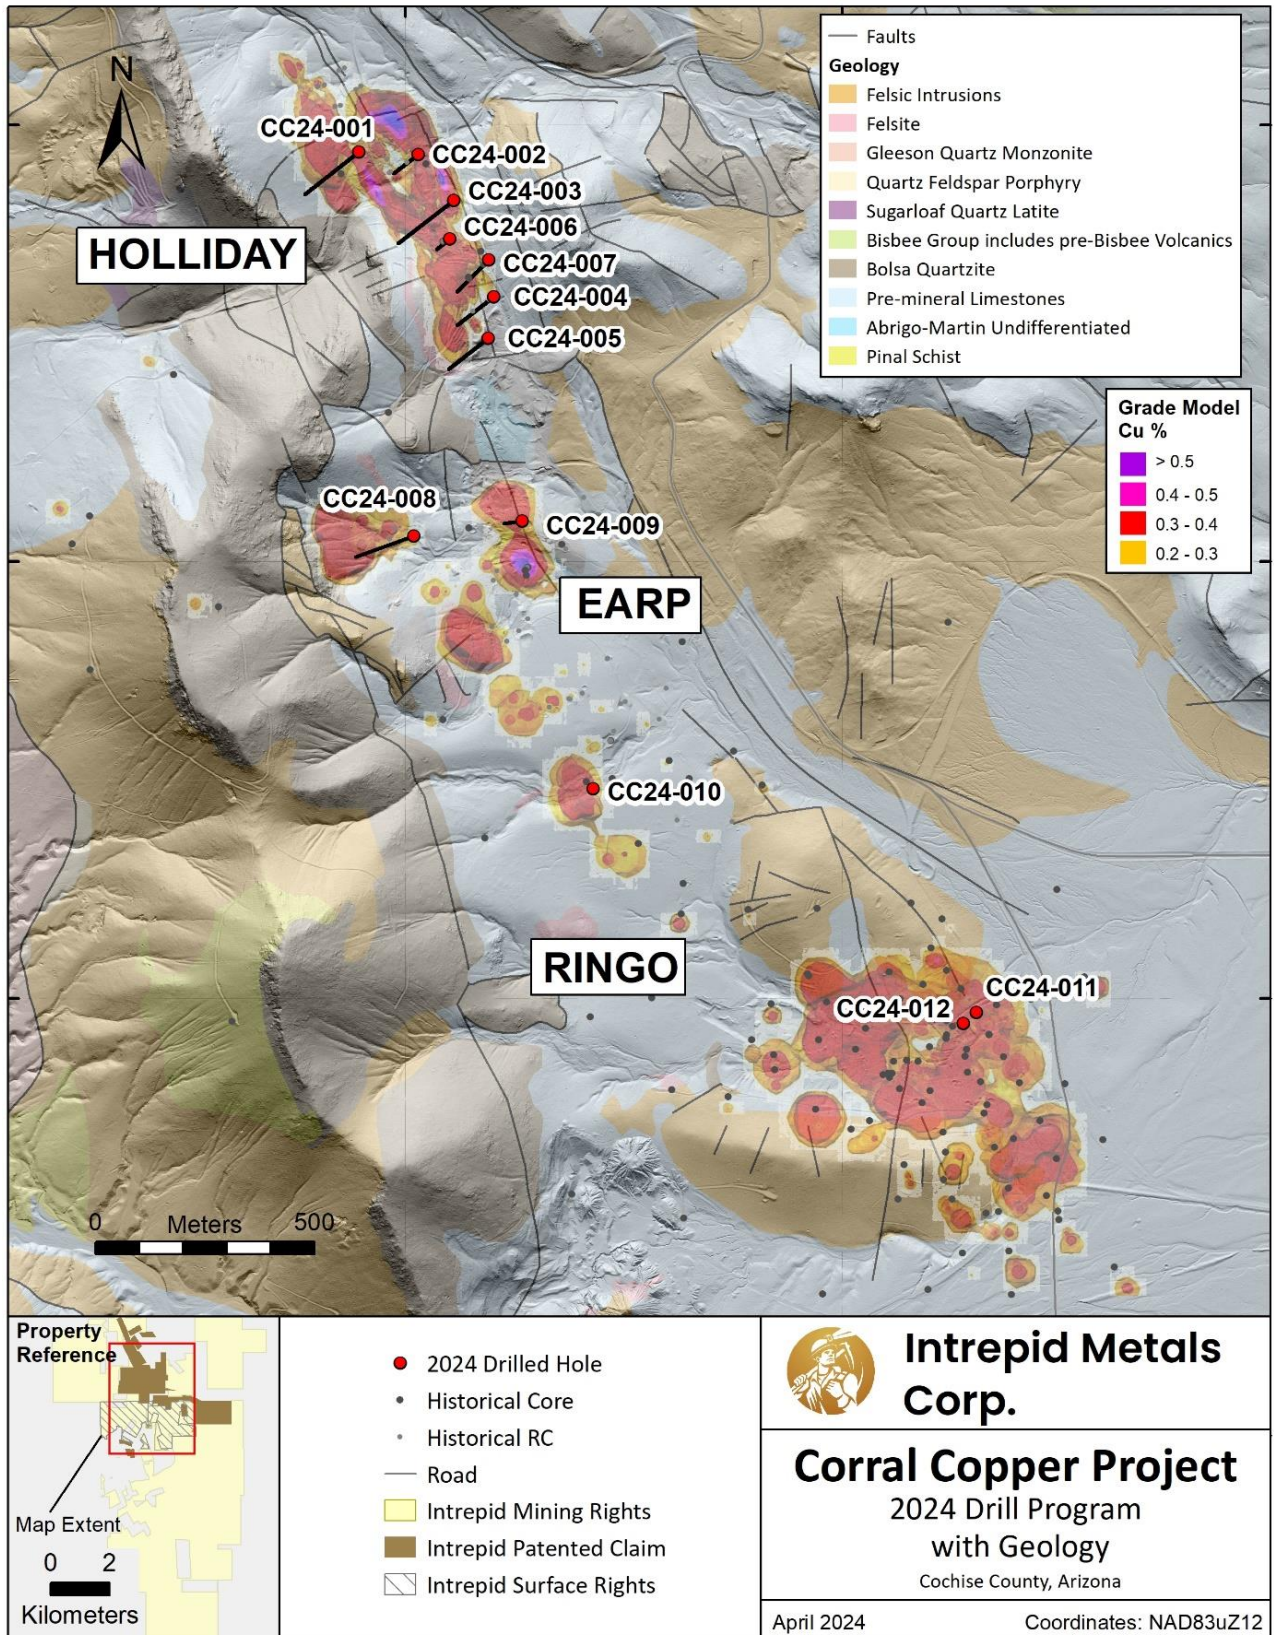 N
CC24-001
CC24-002
CC24-003
CC24-006
CC24-007
CC24-004
CC24-005
HOLLIDAY
Faults
Geology
Felsic Intrusions
Felsite
Gleeson Quartz Monzonite
Quartz Feldspar Porphyry
Sugarloaf Quartz Latite
Bisbee Group includes pre-Bisbee Volcanics
Bolsa Quartzite
Pre-mineral Limestones
Abrigo-Martin Undifferentiated
Pinal Schist
Grade Model
Cu %
> 0.5
0.4 - 0.5
0.3 - 0.4
0.2 - 0.3
CC24-008
CC24-009
EARP
CC24-010
RINGO
CC24-011
CC24-012
0 Meters 500
Property
Reference
Map Extent
0 2
Kilometers
2024 Drilled Hole
Historical Core
Historical RC
Road
Intrepid Mining Rights
Intrepid Patented Claim
Intrepid Surface Rights
Intrepid Metals
Corp.
Corral Copper Project
2024 Drill Program
with Geology
Cochise County, Arizona
April 2024 Coordinates: NAD83uZ12